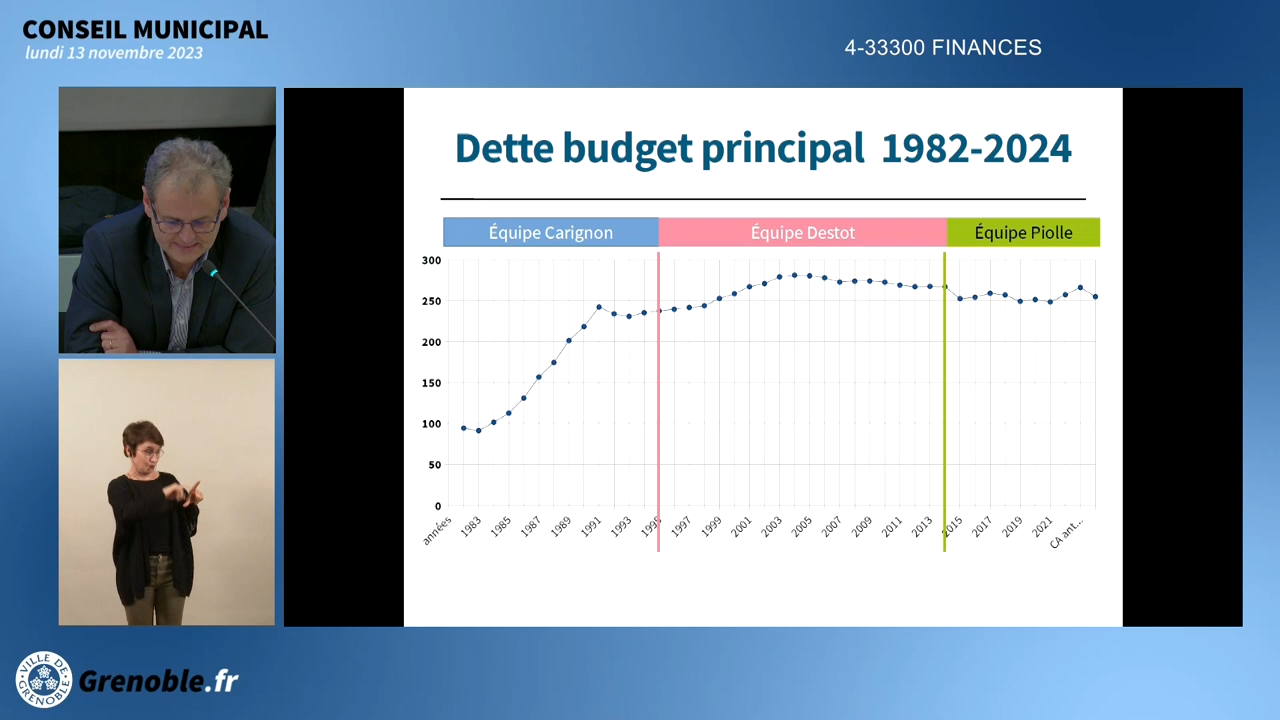 CONSEIL MUNICIPAL
lundi 13 novembre 2023
4-33300 FINANCES
Dette budget principal 1982-2024
Équipe Carignon
Équipe Destot
Équipe Piolle
300
250
200
150
100
50
0
années
1983
1985
1987
1989
1991
1993
1995
1997
1999
2001
2003
2005
2007
2009
2011
2013
2015
2017
2019
2021
CA ant...
VILLE DE GRENOBLE
Grenoble.fr